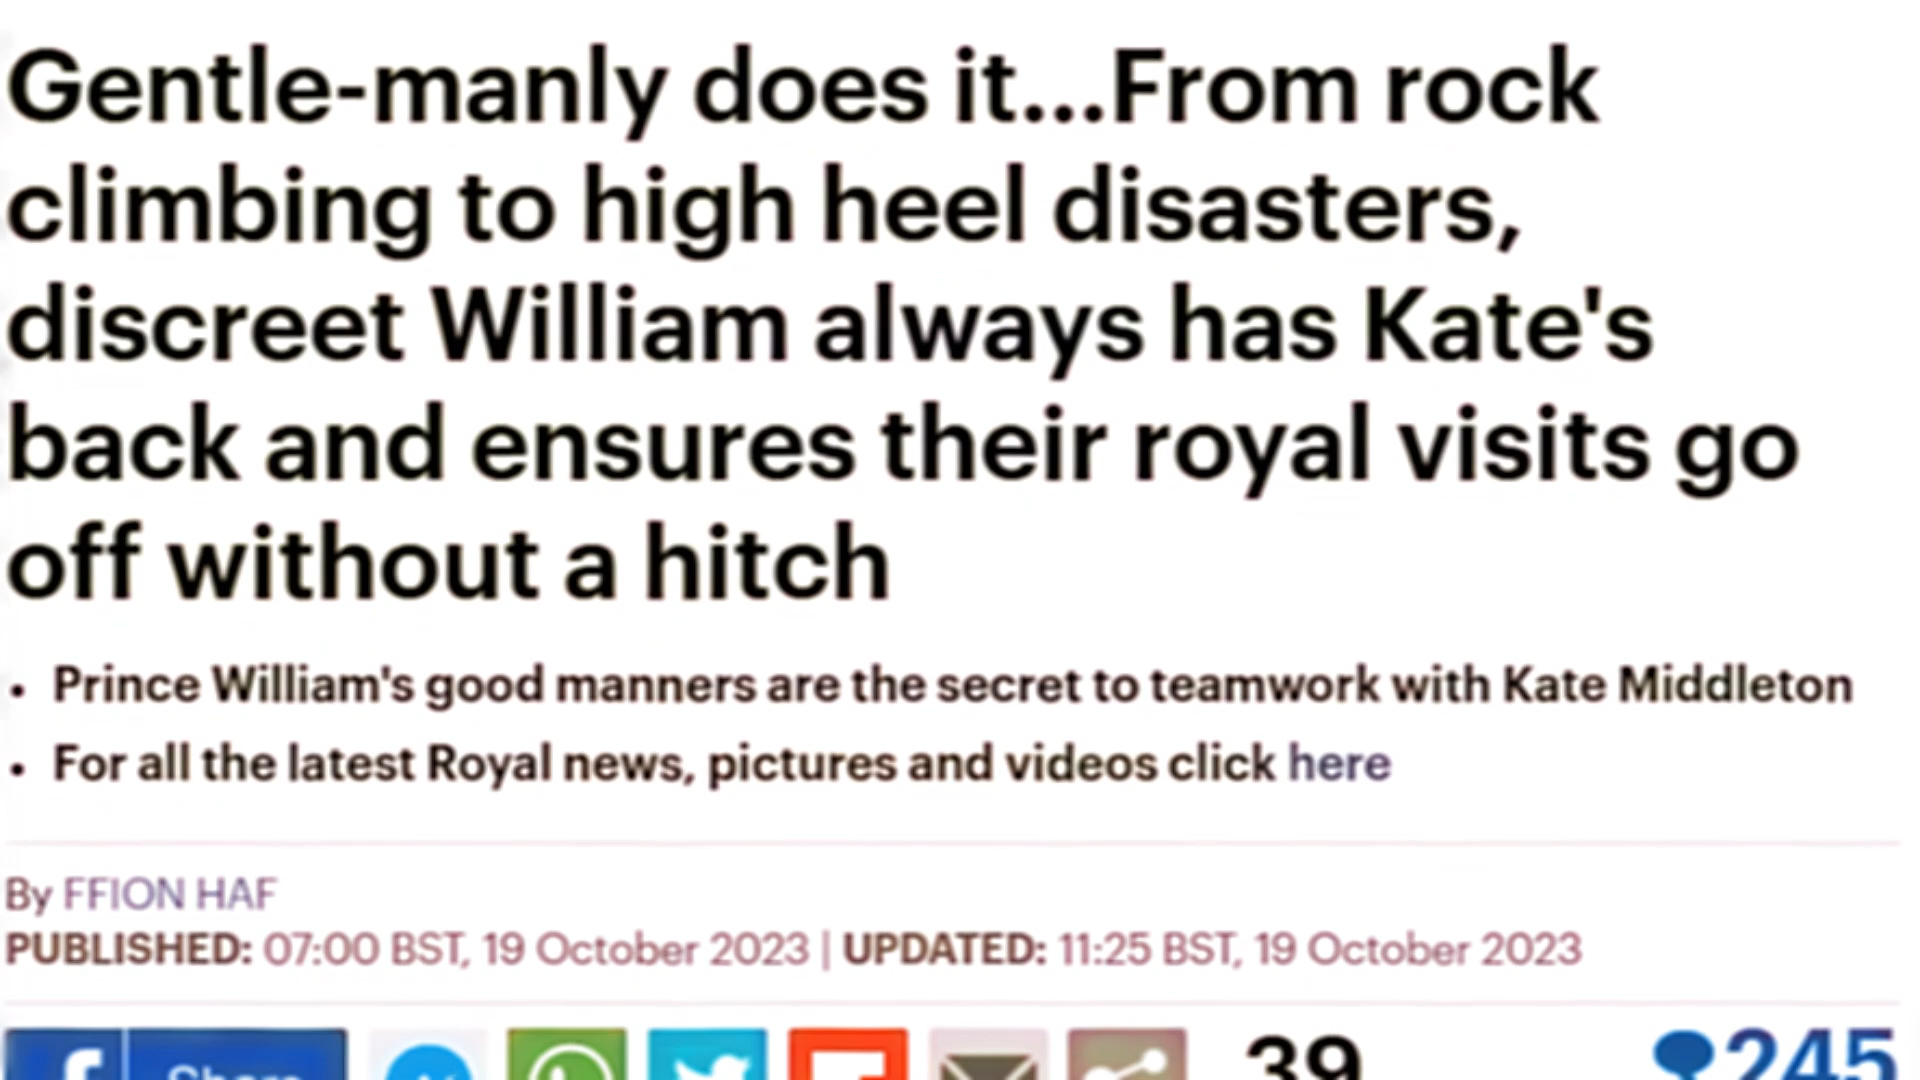 Gentle-manly does it...From rock
climbing to high heel disasters,
discreet William always has Kate's
back and ensures their royal visits go
off without a hitch
• Prince William's good manners are the secret to teamwork with Kate Middleton
• For all the latest Royal news, pictures and videos click here
By FFION HAF
PUBLISHED: 07:00 BST, 19 October 2023 | UPDATED: 11:25 BST, 19 October 2023
Share 39 245